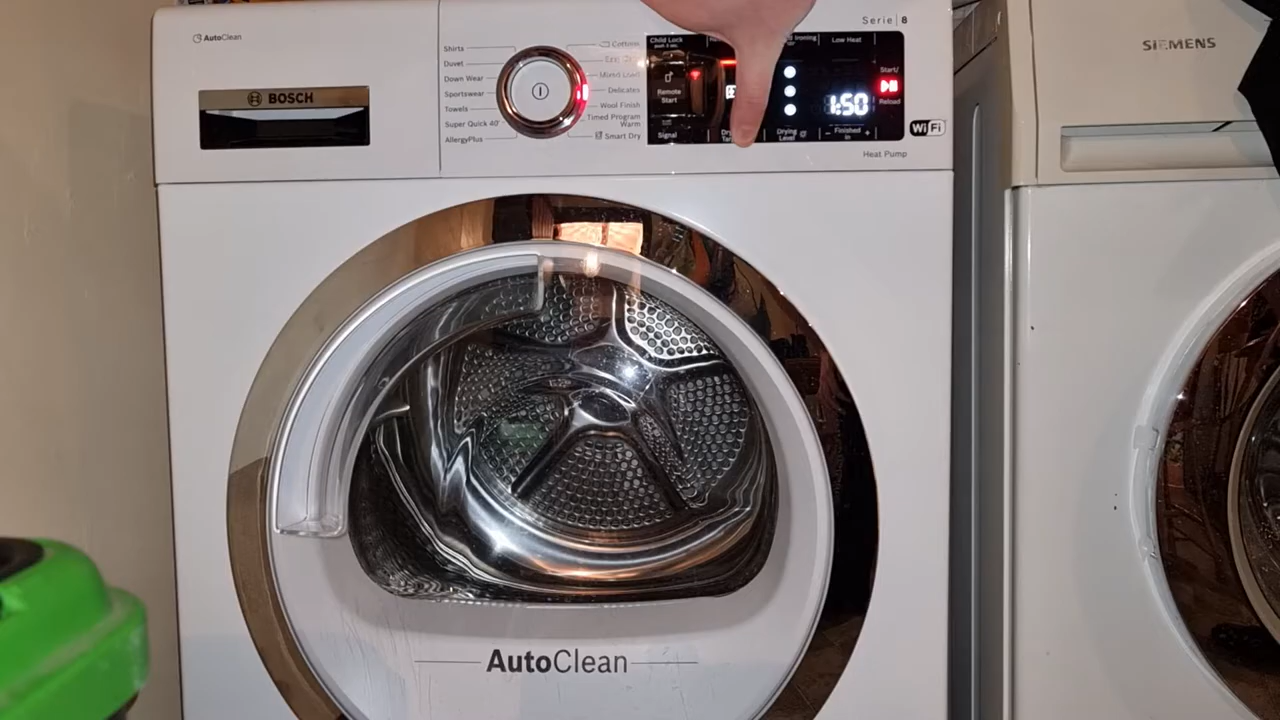 AutoClean
BOSCH
Shirts
Duvet
Down Wear
Sportswear
Towels
Super Quick 40'
AllergyPlus
Cottons
Mixed Load
Delicates
Wool Finish
Timed Program
Warm
Smart Dry
Child Lock
Remote
Start
Signal
Ironing
Low Heat
1:50
Drying
Level
- Finished +
In
Start/
Reload
Serie | 8
WiFi
Heat Pump
SIEMENS
AutoClean